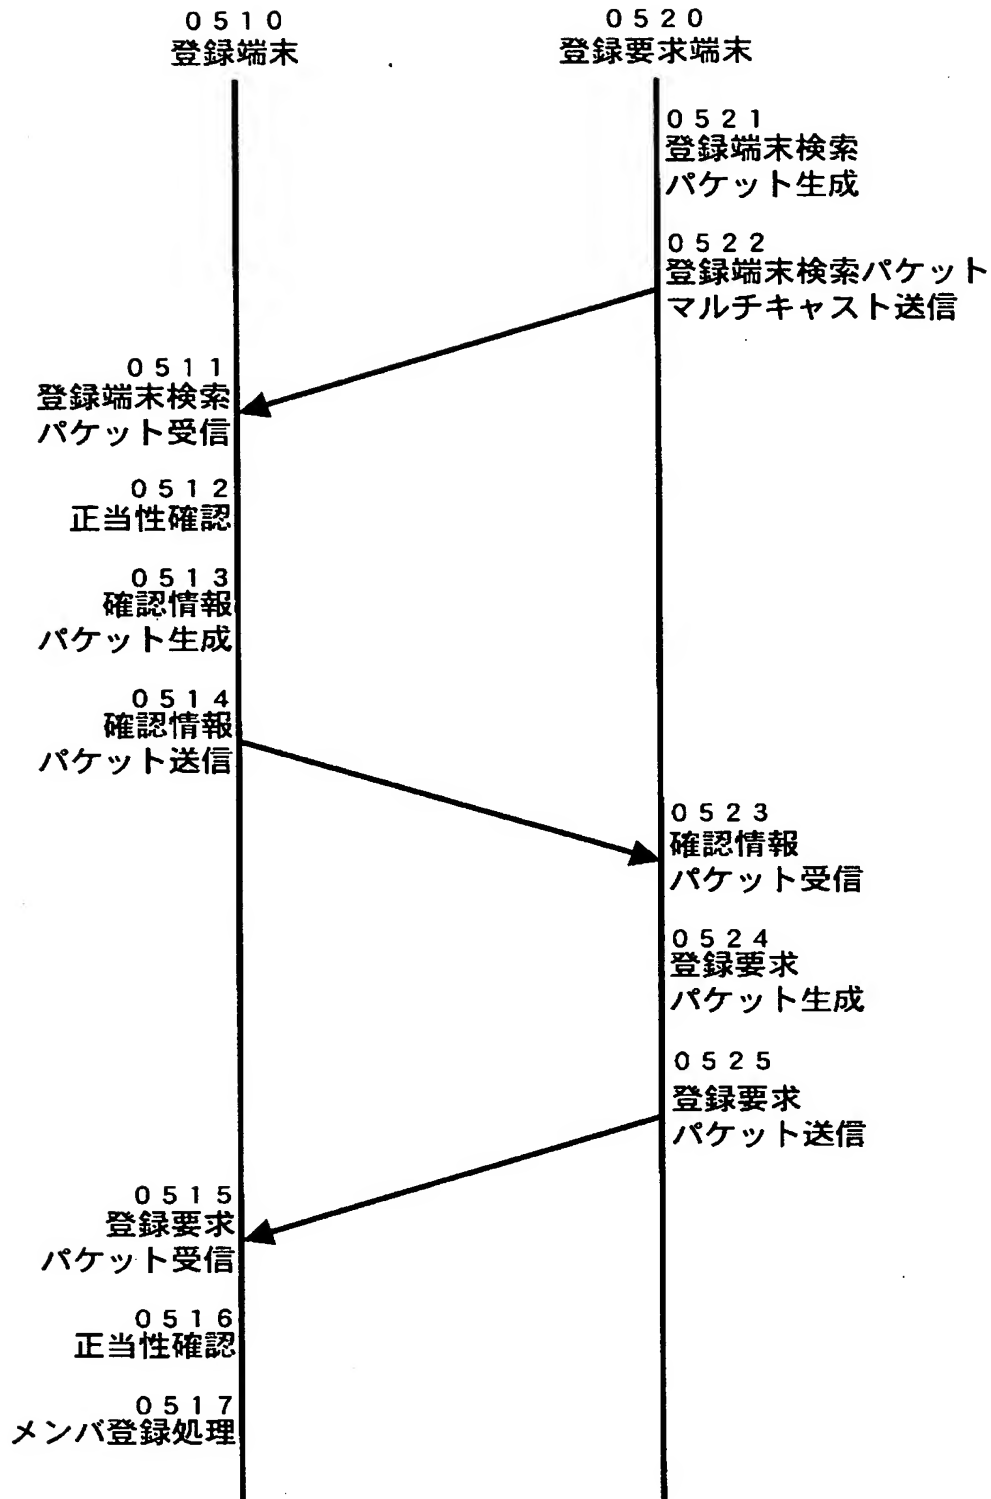 0510
登録端末
0520
登録要求端末
0521
登録端末検索
パケット生成
0522
登録端末検索パケット
マルチキャスト送信
0511
登録端末検索
パケット受信
0512
正当性確認
0513
確認情報
パケット生成
0514
確認情報
パケット送信
0523
確認情報
パケット受信
0524
登録要求
パケット生成
0525
登録要求
パケット送信
0515
登録要求
パケット受信
0516
正当性確認
0517
メンバ登録処理